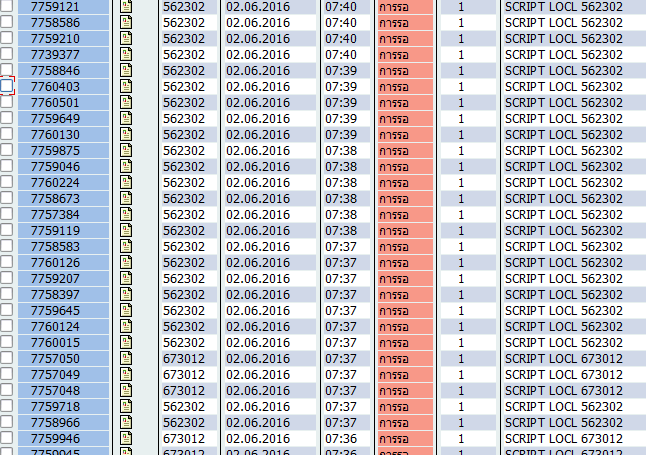 7759121 562302 02.06.2016 07:40 การรอ 1 SCRIPT LOCL 562302
7758586 562302 02.06.2016 07:40 การรอ 1 SCRIPT LOCL 562302
7759210 562302 02.06.2016 07:40 การรอ 1 SCRIPT LOCL 562302
7739377 562302 02.06.2016 07:40 การรอ 1 SCRIPT LOCL 562302
7758846 562302 02.06.2016 07:39 การรอ 1 SCRIPT LOCL 562302
7760403 562302 02.06.2016 07:39 การรอ 1 SCRIPT LOCL 562302
7760501 562302 02.06.2016 07:39 การรอ 1 SCRIPT LOCL 562302
7759649 562302 02.06.2016 07:39 การรอ 1 SCRIPT LOCL 562302
7760130 562302 02.06.2016 07:39 การรอ 1 SCRIPT LOCL 562302
7759875 562302 02.06.2016 07:38 การรอ 1 SCRIPT LOCL 562302
7759046 562302 02.06.2016 07:38 การรอ 1 SCRIPT LOCL 562302
7760224 562302 02.06.2016 07:38 การรอ 1 SCRIPT LOCL 562302
7758673 562302 02.06.2016 07:38 การรอ 1 SCRIPT LOCL 562302
7757384 562302 02.06.2016 07:38 การรอ 1 SCRIPT LOCL 562302
7759119 562302 02.06.2016 07:38 การรอ 1 SCRIPT LOCL 562302
7758583 562302 02.06.2016 07:37 การรอ 1 SCRIPT LOCL 562302
7760126 562302 02.06.2016 07:37 การรอ 1 SCRIPT LOCL 562302
7759207 562302 02.06.2016 07:37 การรอ 1 SCRIPT LOCL 562302
7758397 562302 02.06.2016 07:37 การรอ 1 SCRIPT LOCL 562302
7759645 562302 02.06.2016 07:37 การรอ 1 SCRIPT LOCL 562302
7760124 562302 02.06.2016 07:37 การรอ 1 SCRIPT LOCL 562302
7760015 562302 02.06.2016 07:37 การรอ 1 SCRIPT LOCL 562302
7757050 673012 02.06.2016 07:37 การรอ 1 SCRIPT LOCL 673012
7757049 673012 02.06.2016 07:37 การรอ 1 SCRIPT LOCL 673012
7757048 673012 02.06.2016 07:37 การรอ 1 SCRIPT LOCL 673012
7759718 562302 02.06.2016 07:37 การรอ 1 SCRIPT LOCL 562302
7758966 562302 02.06.2016 07:37 การรอ 1 SCRIPT LOCL 562302
7759946 673012 02.06.2016 07:36 การรอ 1 SCRIPT LOCL 673012
673012 02.06.2016 07:36 การรอ 1 SCRIPT LOCL 673012